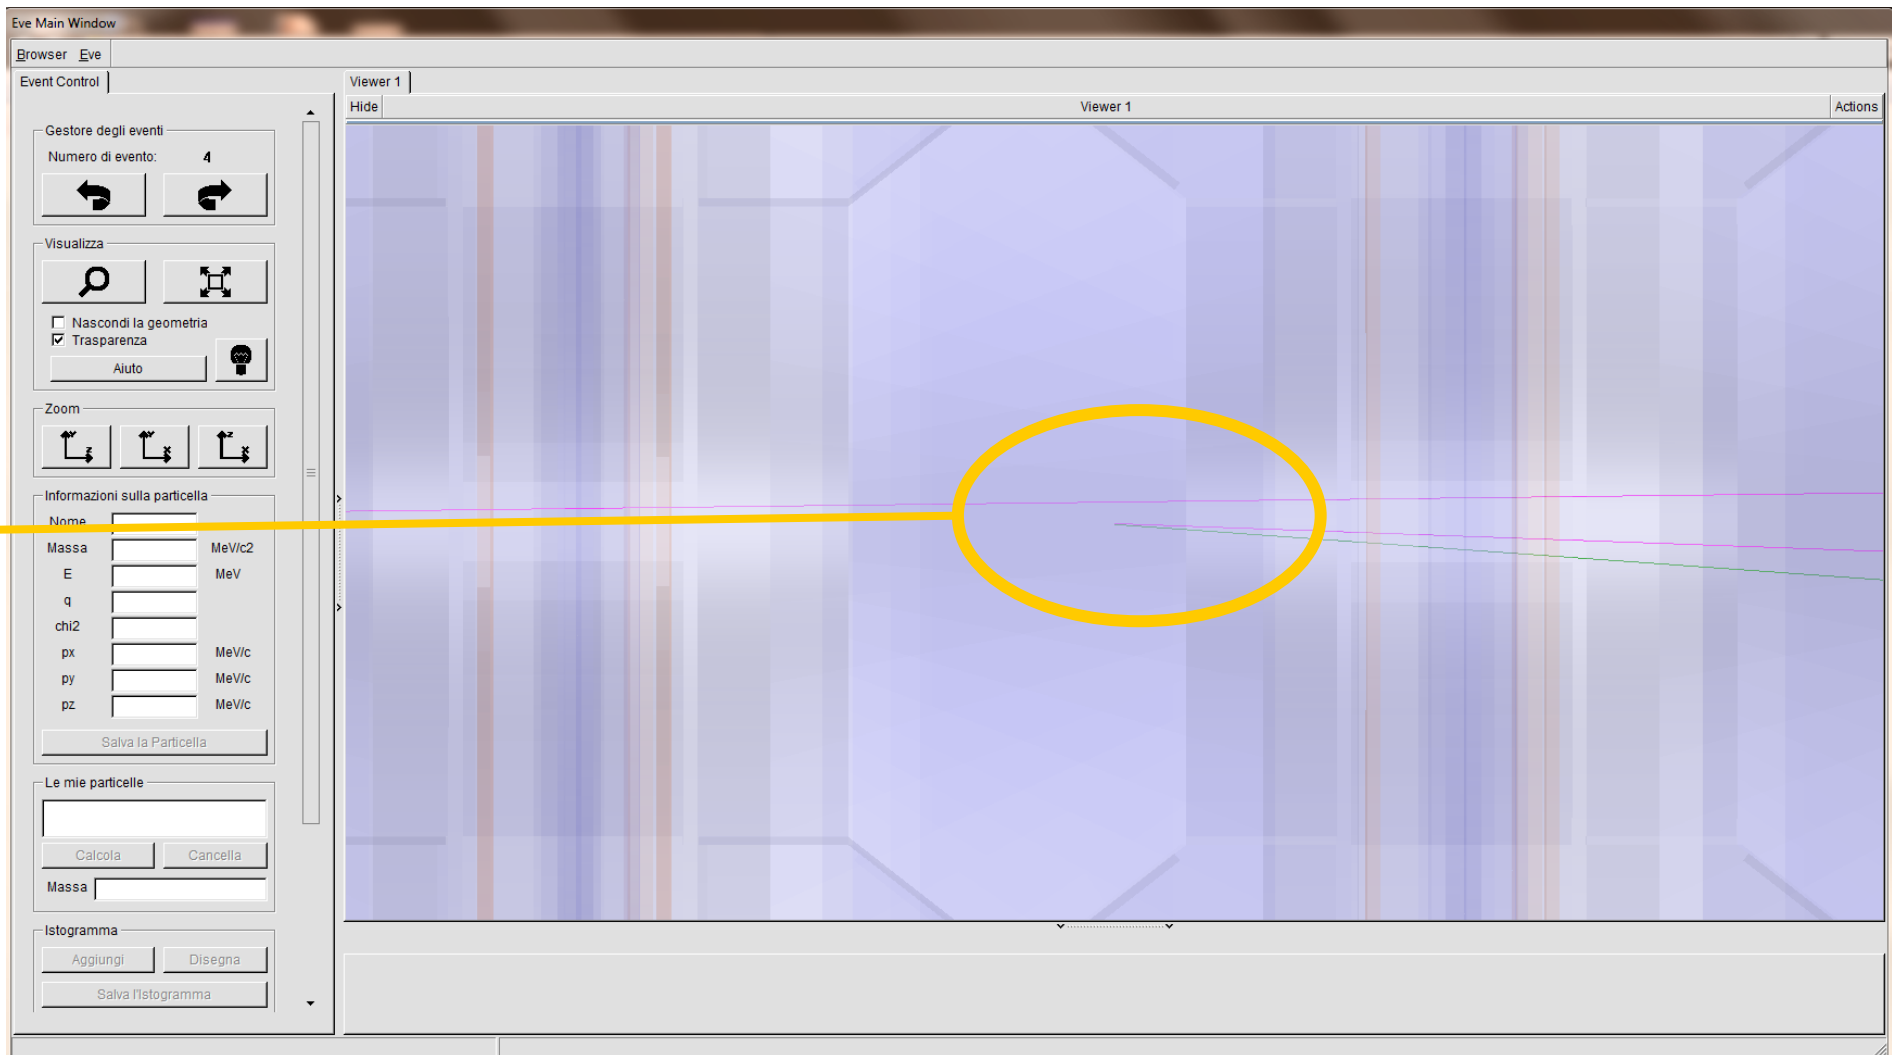 Eve Main Window
Browser Eve
Event Control
Viewer 1
Hide Viewer 1 Actions
Gestore degli eventi
Numero di evento: 4
Visualizza
Nascondi la geometria
Trasparenza
Aiuto
Zoom
Y Z
Y X
Z X
Informazioni sulla particella
Nome
Massa MeV/c2
E MeV
q
chi2
px MeV/c
py MeV/c
pz MeV/c
Salva la Particella
Le mie particelle
Calcola Cancella
Massa
Istogramma
Aggiungi Disegna
Salva l'Istogramma